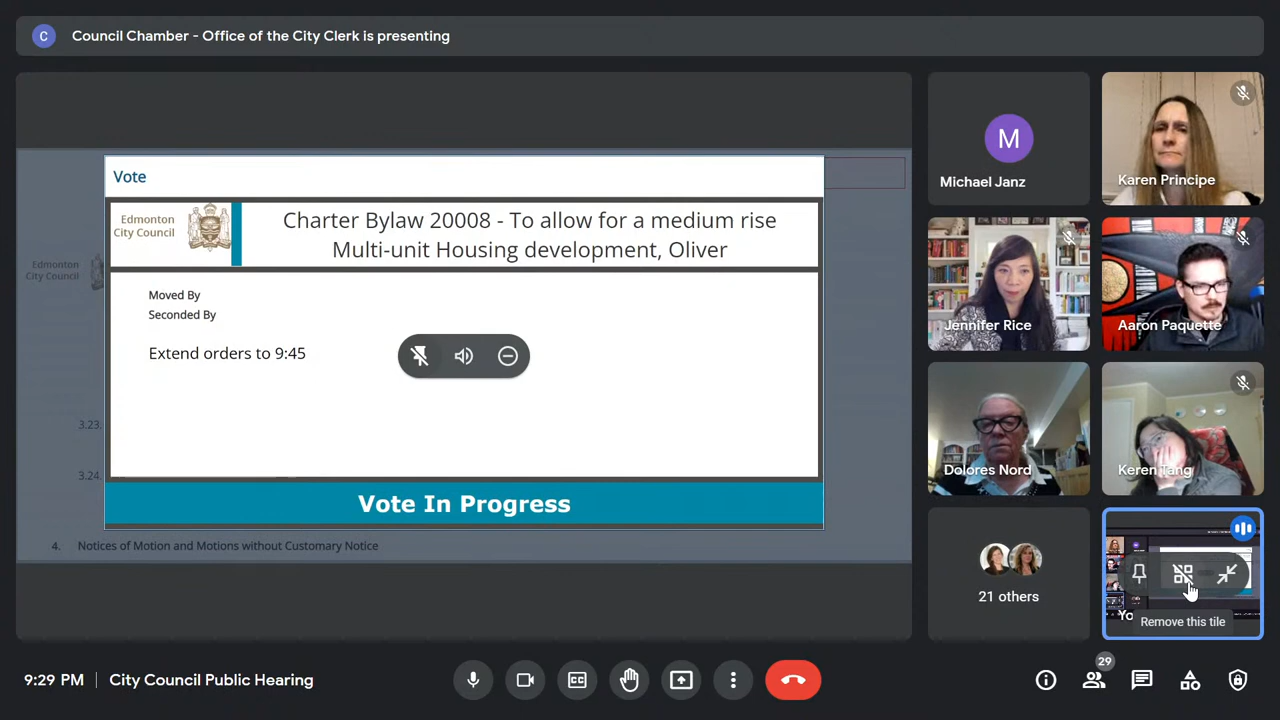 C
Council Chamber - Office of the City Clerk is presenting
Vote
Edmonton
City Council
Charter Bylaw 20008 - To allow for a medium rise
Multi-unit Housing development, Oliver
Moved By
Seconded By
Extend orders to 9:45
Vote In Progress
Edmonton
City Council
3.23.
3.24.
4. Notices of Motion and Motions without Customary Notice
M
Michael Janz
Karen Principe
Jennifer Rice
Aaron Paquette
Dolores Nord
Keren Tang
21 others
Yo
Remove this tile
9:29 PM
City Council Public Hearing
29